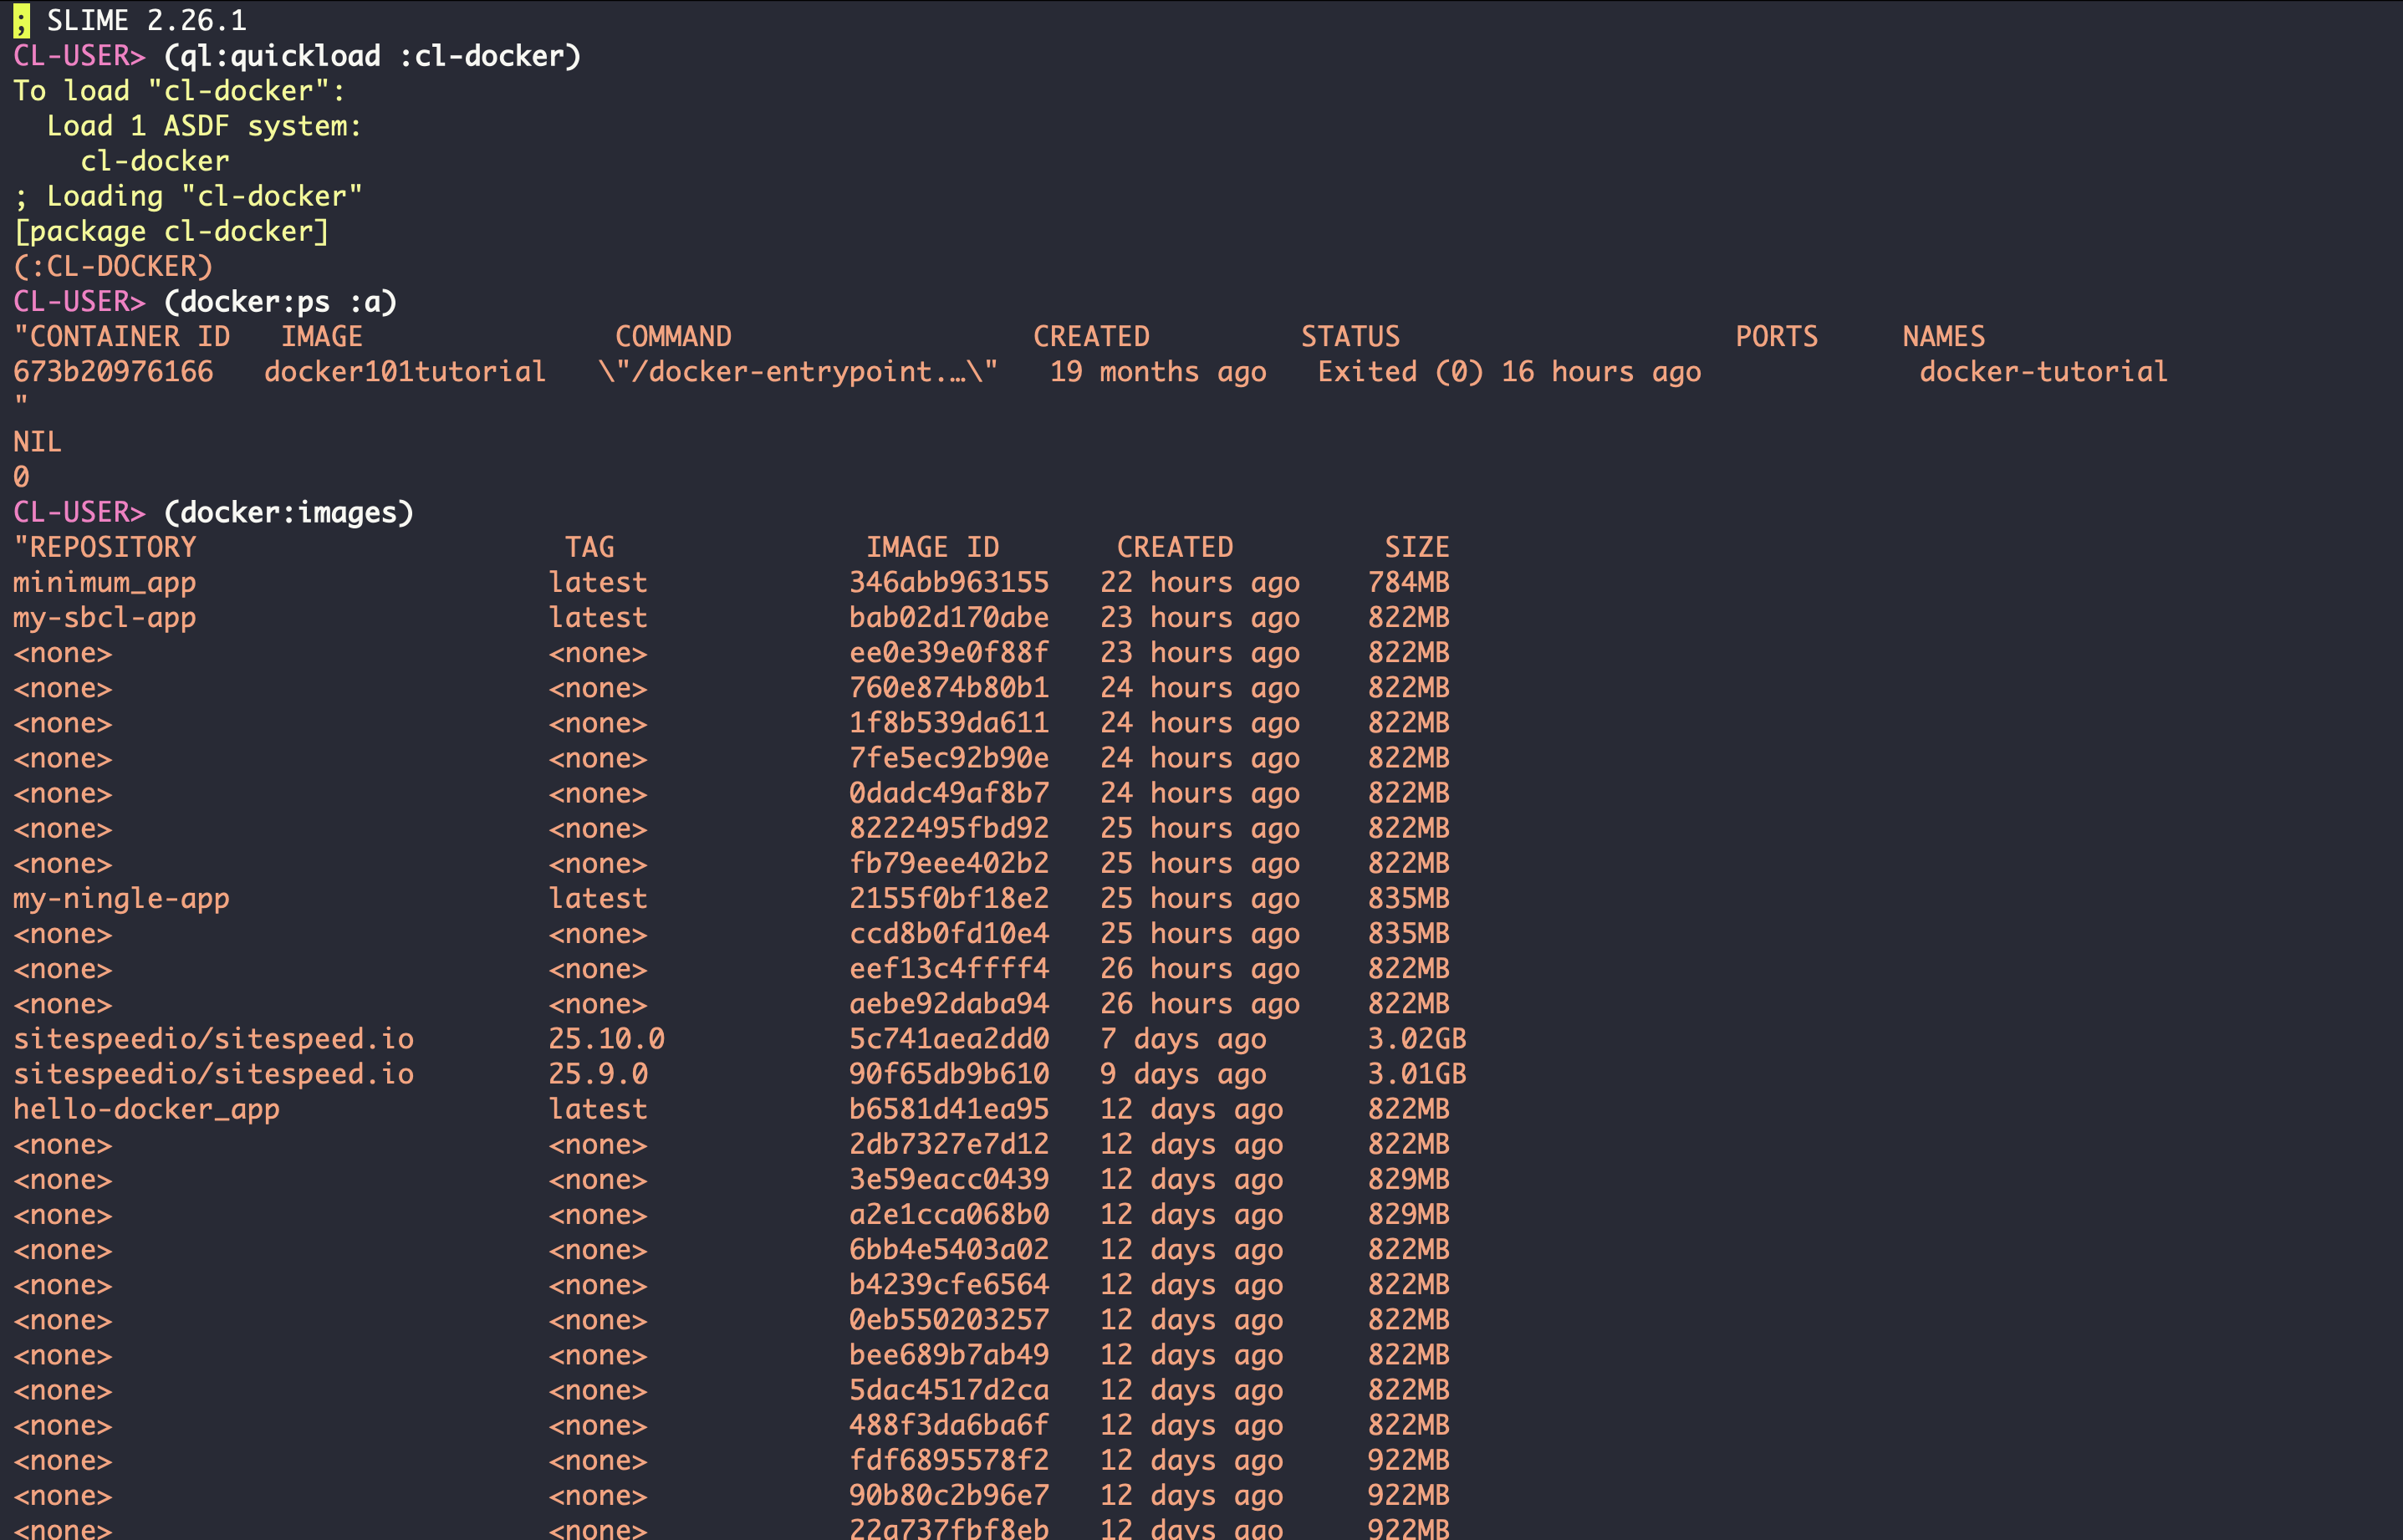 ; SLIME 2.26.1
CL-USER> (ql:quickload :cl-docker)
To load "cl-docker":
  Load 1 ASDF system:
    cl-docker
; Loading "cl-docker"
[package cl-docker]
(:CL-DOCKER)
CL-USER> (docker:ps :a)
"CONTAINER ID   IMAGE               COMMAND                  CREATED         STATUS                    PORTS     NAMES
673b20976166   docker101tutorial   \"/docker-entrypoint.…\"   19 months ago   Exited (0) 16 hours ago             docker-tutorial
"
NIL
0
CL-USER> (docker:images)
"REPOSITORY                      TAG               IMAGE ID       CREATED         SIZE
minimum_app                     latest            346abb963155   22 hours ago    784MB
my-sbcl-app                     latest            bab02d170abe   23 hours ago    822MB
<none>                          <none>            ee0e39e0f88f   23 hours ago    822MB
<none>                          <none>            760e874b80b1   24 hours ago    822MB
<none>                          <none>            1f8b539da611   24 hours ago    822MB
<none>                          <none>            7fe5ec92b90e   24 hours ago    822MB
<none>                          <none>            0dadc49af8b7   24 hours ago    822MB
<none>                          <none>            8222495fbd92   25 hours ago    822MB
<none>                          <none>            fb79eee402b2   25 hours ago    822MB
my-ningle-app                   latest            2155f0bf18e2   25 hours ago    835MB
<none>                          <none>            ccd8b0fd10e4   25 hours ago    835MB
<none>                          <none>            eef13c4ffff4   26 hours ago    822MB
<none>                          <none>            aebe92daba94   26 hours ago    822MB
sitespeedio/sitespeed.io        25.10.0           5c741aea2dd0   7 days ago      3.02GB
sitespeedio/sitespeed.io        25.9.0            90f65db9b610   9 days ago      3.01GB
hello-docker_app                latest            b6581d41ea95   12 days ago     822MB
<none>                          <none>            2db7327e7d12   12 days ago     822MB
<none>                          <none>            3e59eacc0439   12 days ago     829MB
<none>                          <none>            a2e1cca068b0   12 days ago     829MB
<none>                          <none>            6bb4e5403a02   12 days ago     822MB
<none>                          <none>            b4239cfe6564   12 days ago     822MB
<none>                          <none>            0eb550203257   12 days ago     822MB
<none>                          <none>            bee689b7ab49   12 days ago     822MB
<none>                          <none>            5dac4517d2ca   12 days ago     822MB
<none>                          <none>            488f3da6ba6f   12 days ago     822MB
<none>                          <none>            fdf6895578f2   12 days ago     922MB
<none>                          <none>            90b80c2b96e7   12 days ago     922MB
<none>                          <none>            22a737fbf8eb   12 days ago     922MB